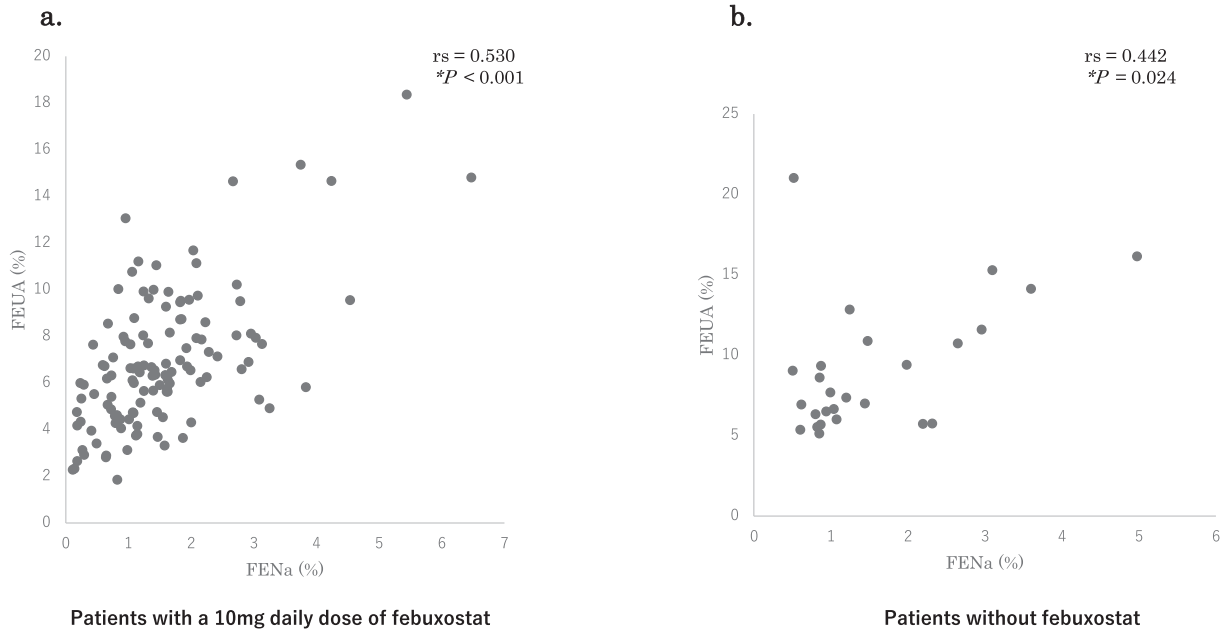 a.
rs = 0.530
*P < 0.001
20
18
16
14
12
10
8
6
4
2
0
FEUA (%)
0 1 2 3 4 5 6 7
FENa (%)
Patients with a 10mg daily dose of febuxostat
b.
rs = 0.442
*P = 0.024
25
20
15
10
5
0
FEUA (%)
0 1 2 3 4 5 6
FENa (%)
Patients without febuxostat